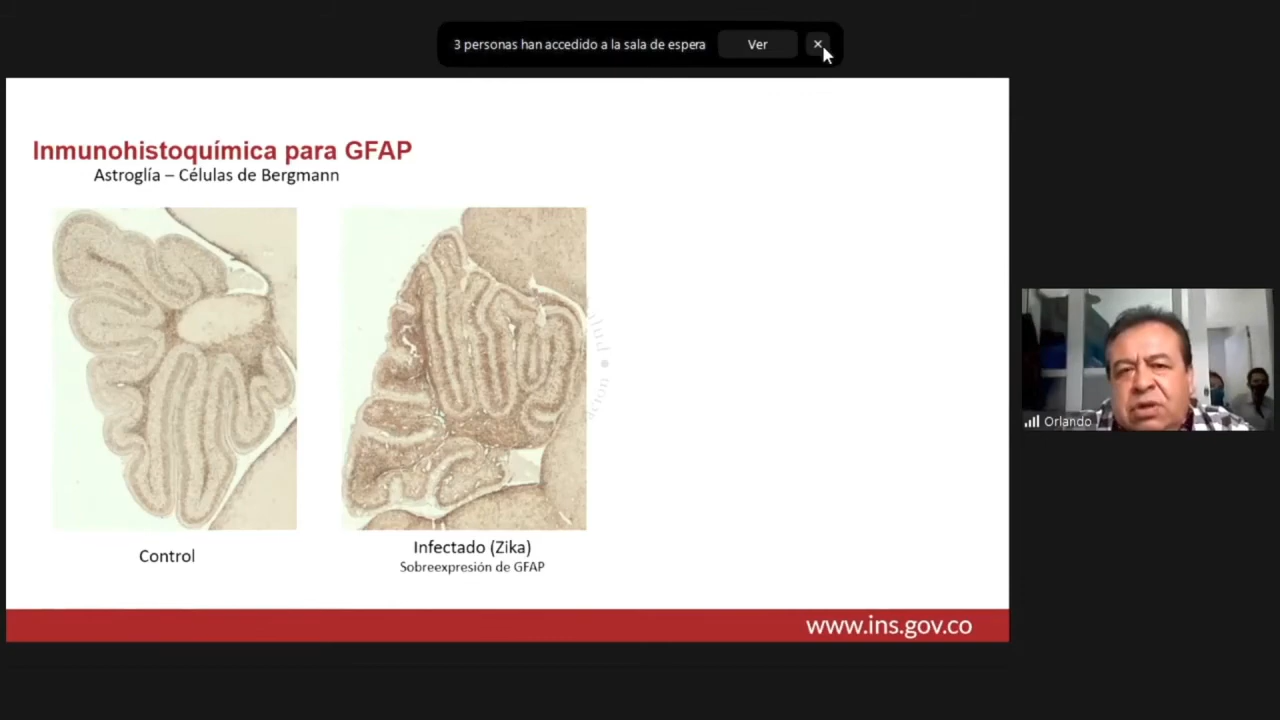 3 personas han accedido a la sala de espera
Ver
Inmunohistoquímica para GFAP
Astroglía – Células de Bergmann
Control
Infectado (Zika)
Sobreexpresión de GFAP
www.ins.gov.co
Orlando